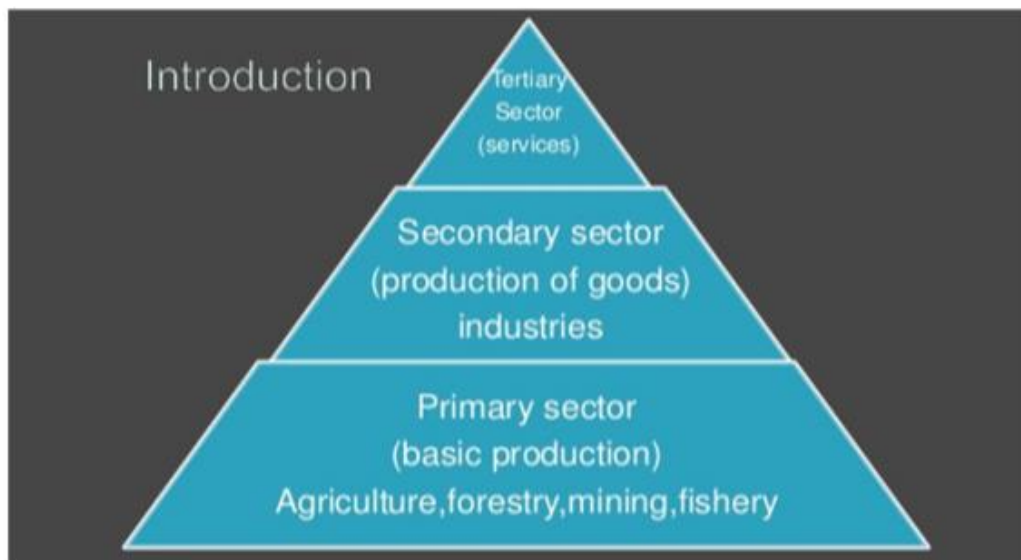 Introduction
Tertiary
Sector
(services)
Secondary sector
(production of goods)
industries
Primary sector
(basic production)
Agriculture,forestry,mining,fishery